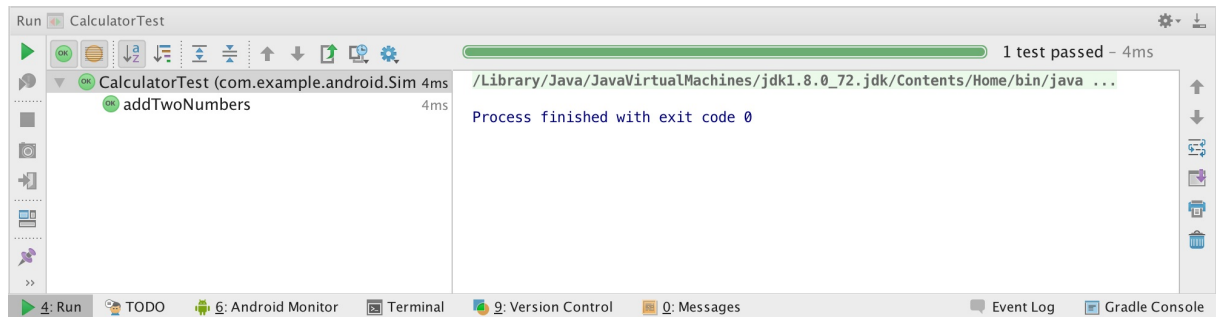 Run CalculatorTest
1 test passed – 4ms
CalculatorTest (com.example.android.Sim 4ms
addTwoNumbers 4ms
/Library/Java/JavaVirtualMachines/jdk1.8.0_72.jdk/Contents/Home/bin/java ...
Process finished with exit code 0
4: Run TODO 6: Android Monitor Terminal 9: Version Control 0: Messages Event Log Gradle Console